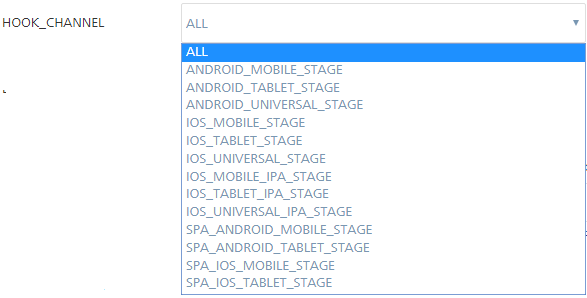 HOOK_CHANNEL
ALL
ALL
ANDROID_MOBILE_STAGE
ANDROID_TABLET_STAGE
ANDROID_UNIVERSAL_STAGE
IOS_MOBILE_STAGE
IOS_TABLET_STAGE
IOS_UNIVERSAL_STAGE
IOS_MOBILE_IPA_STAGE
IOS_TABLET_IPA_STAGE
IOS_UNIVERSAL_IPA_STAGE
SPA_ANDROID_MOBILE_STAGE
SPA_ANDROID_TABLET_STAGE
SPA_IOS_MOBILE_STAGE
SPA_IOS_TABLET_STAGE